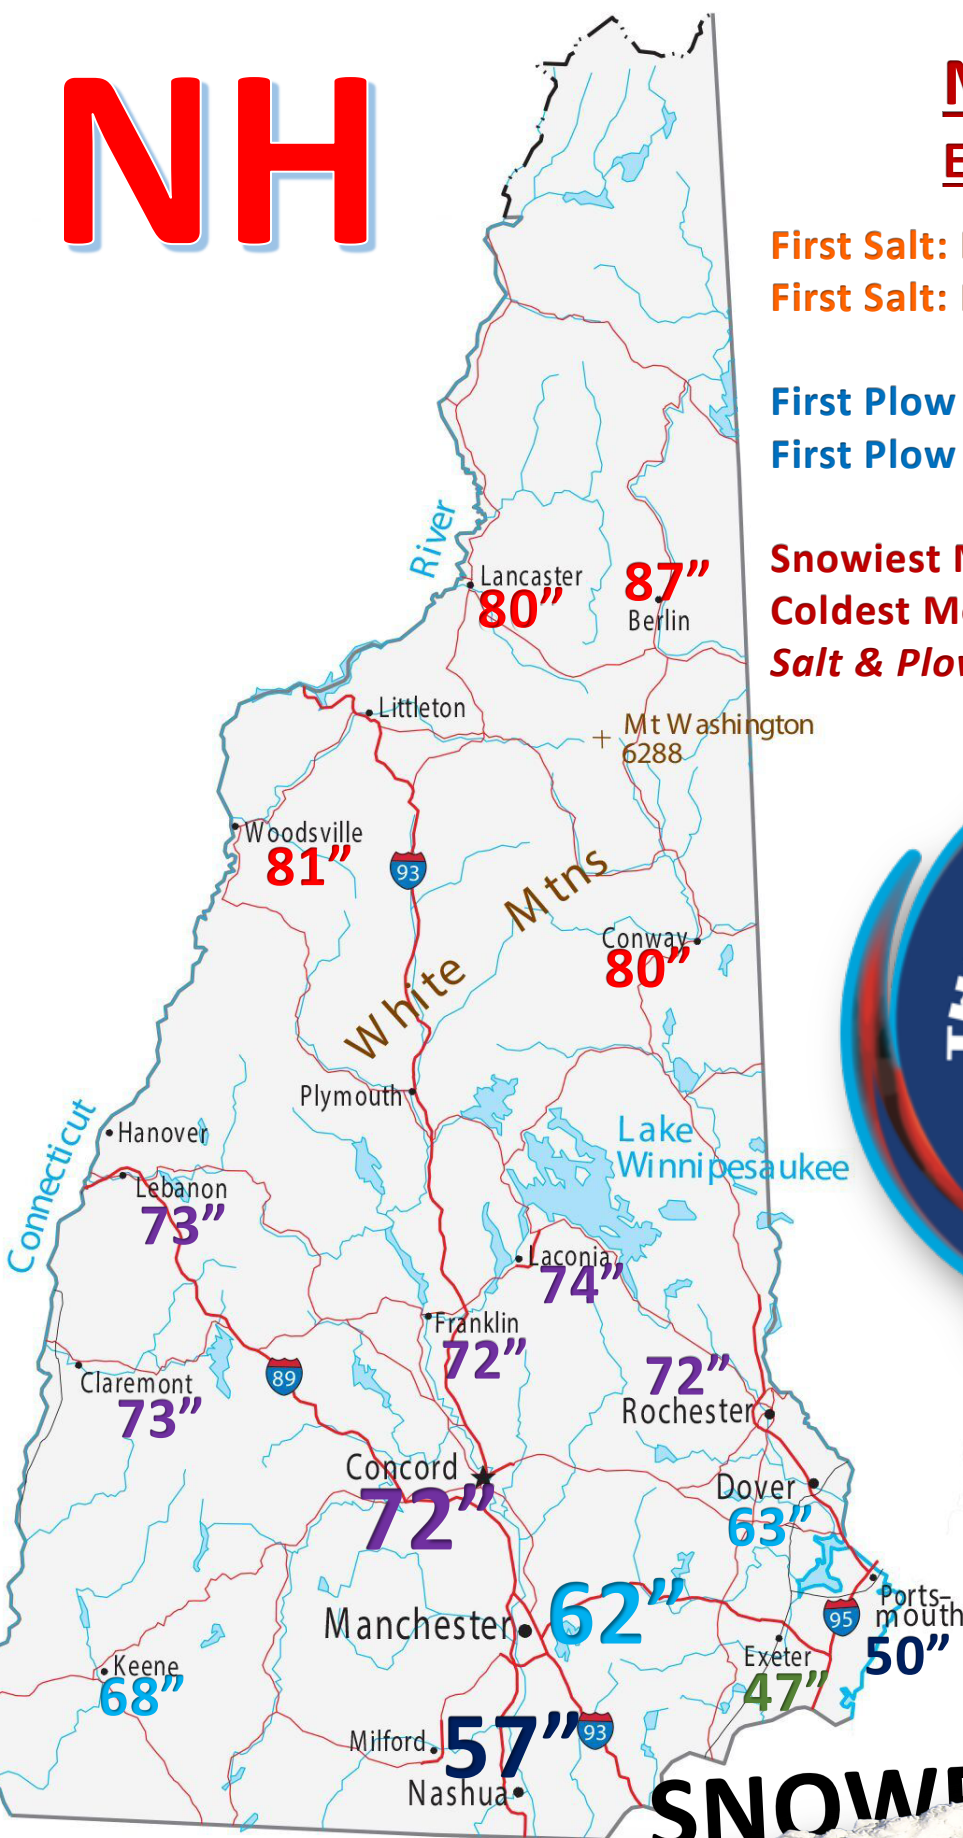 NH
First Salt:
First Salt:
First Plow
First Plow
Snowiest
Coldest
Salt &
River
Lancaster
80”
87”
Berlin
Littleton
Mt Washington
6288
Woodsville
81”
93
White Mtns
Conway
80”
Plymouth
Connecticut
Hanover
Lebanon
73”
Lake
Winnipesaukee
Laconia
74”
Franklin
72”
72”
Rochester
Claremont
73”
89
Concord
72”
Dover
63”
Manchester
62”
95
Ports-
mouth
50”
Exeter
47”
Keene
68”
Milford
57”
93
Nashua